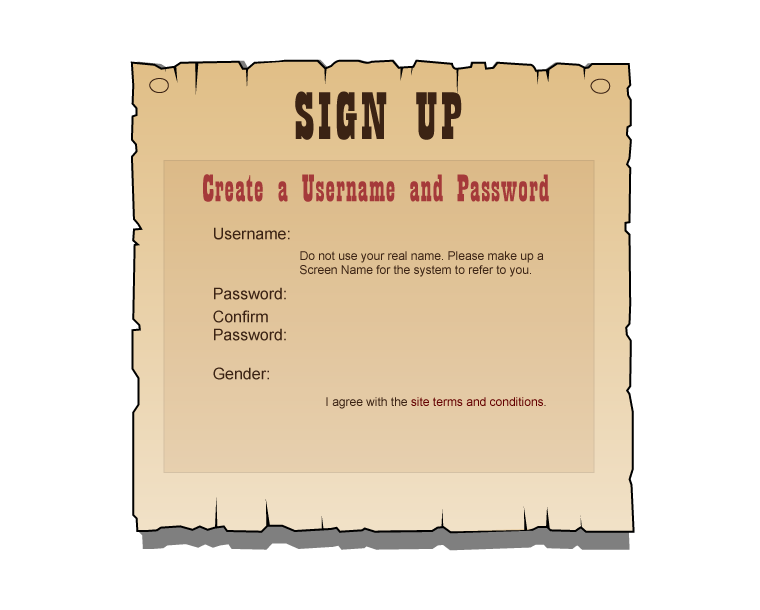 SIGN UP
Create a Username and Password
Username:
Do not use your real name. Please make up a
Screen Name for the system to refer to you.
Password:
Confirm
Password:
Gender:
I agree with the site terms and conditions.